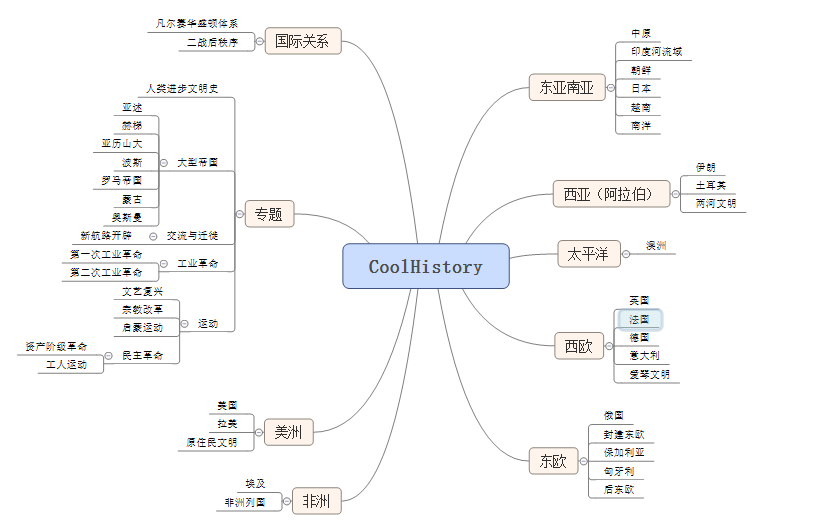 CoolHistory
国际关系
凡尔赛华盛顿体系
二战后秩序
专题
人类进步文明史
大型帝国
亚述
赫梯
亚历山大
波斯
罗马帝国
蒙古
奥斯曼
交流与迁徙
新航路开辟
工业革命
第一次工业革命
第二次工业革命
运动
文艺复兴
宗教改革
启蒙运动
民主革命
资产阶级革命
工人运动
美洲
美国
拉美
原住民文明
非洲
埃及
非洲列国
东亚南亚
中原
印度河流域
朝鲜
日本
越南
南洋
西亚（阿拉伯）
伊朗
土耳其
两河文明
太平洋
澳洲
西欧
英国
法国
德国
意大利
爱琴文明
东欧
俄国
封建东欧
保加利亚
匈牙利
后东欧